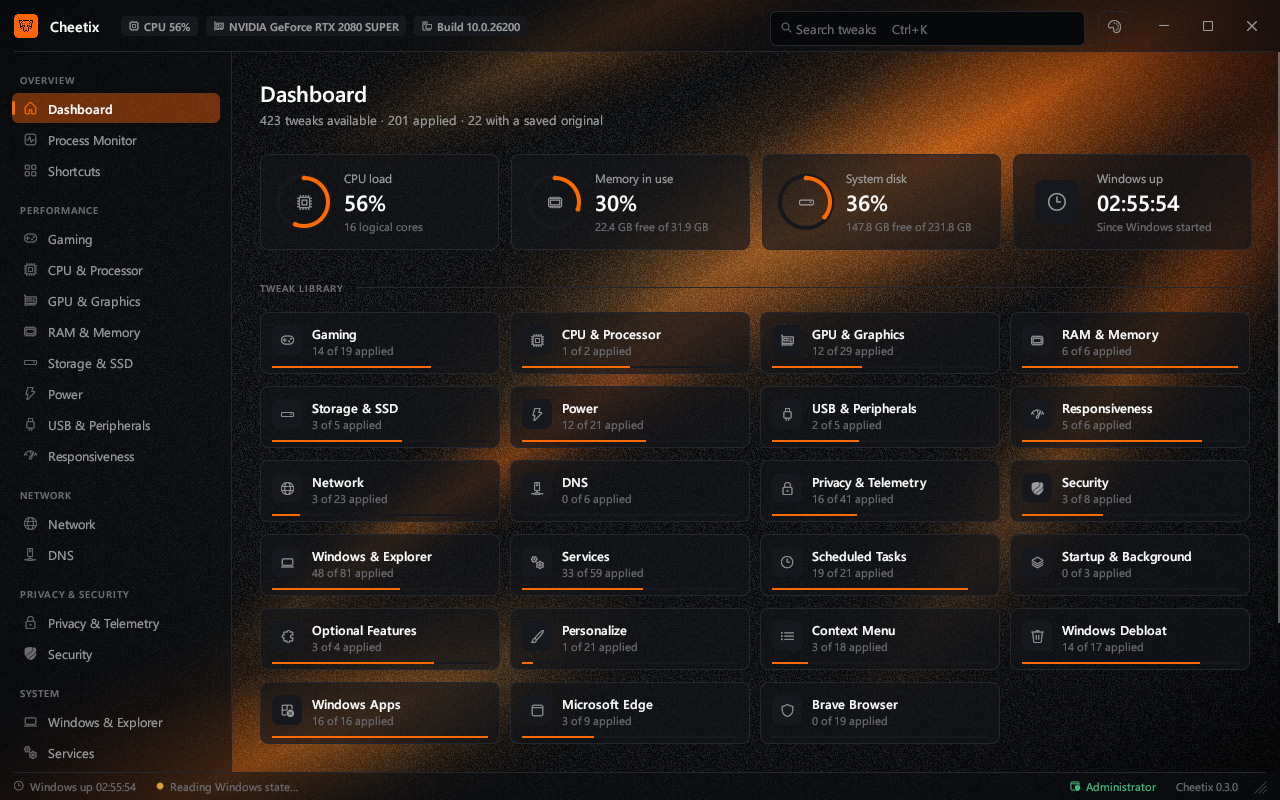 Cheetix
CPU 56%
NVIDIA GeForce RTX 2080 SUPER
Build 10.0.26200
Search tweaks Ctrl+K
OVERVIEW
Dashboard
Process Monitor
Shortcuts
PERFORMANCE
Gaming
CPU & Processor
GPU & Graphics
RAM & Memory
Storage & SSD
Power
USB & Peripherals
Responsiveness
NETWORK
Network
DNS
PRIVACY & SECURITY
Privacy & Telemetry
Security
SYSTEM
Windows & Explorer
Services
Dashboard
423 tweaks available · 201 applied · 22 with a saved original
CPU load
56%
16 logical cores
Memory in use
30%
22.4 GB free of 31.9 GB
System disk
36%
147.8 GB free of 231.8 GB
Windows up
02:55:54
Since Windows started
TWEAK LIBRARY
Gaming
14 of 19 applied
CPU & Processor
1 of 2 applied
GPU & Graphics
12 of 29 applied
RAM & Memory
6 of 6 applied
Storage & SSD
3 of 5 applied
Power
12 of 21 applied
USB & Peripherals
2 of 5 applied
Responsiveness
5 of 6 applied
Network
3 of 23 applied
DNS
0 of 6 applied
Privacy & Telemetry
16 of 41 applied
Security
3 of 8 applied
Windows & Explorer
48 of 81 applied
Services
33 of 59 applied
Scheduled Tasks
19 of 21 applied
Startup & Background
0 of 3 applied
Optional Features
3 of 4 applied
Personalize
1 of 21 applied
Context Menu
3 of 18 applied
Windows Debloat
14 of 17 applied
Windows Apps
16 of 16 applied
Microsoft Edge
3 of 9 applied
Brave Browser
0 of 19 applied
Windows up 02:55:54
Reading Windows state...
Administrator
Cheetix 0.3.0